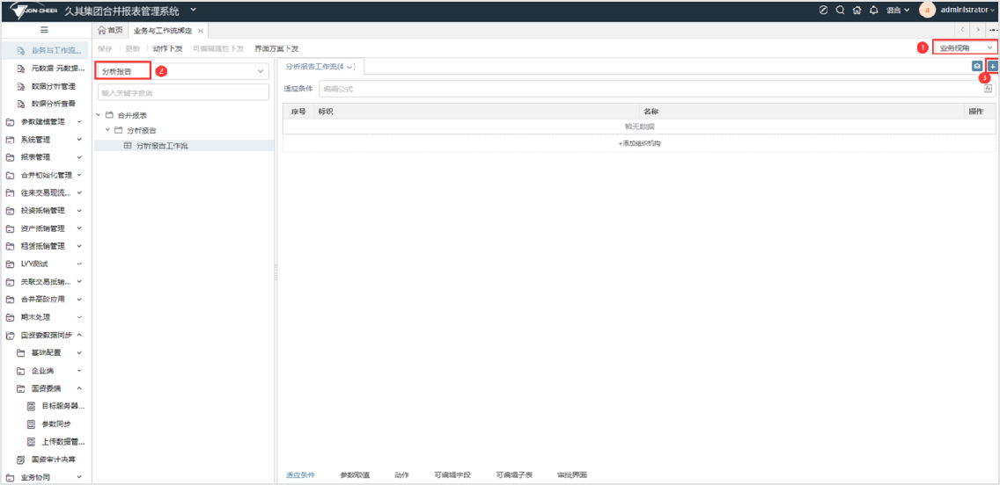 JOIN-CHEER 久其集团合并报表管理系统 语言 a administrator
首页 业务与工作流绑定
业务与工作流...
元数据 元数据...
数据分析管理
数据分析查看
参数建模管理
系统管理
报表管理
合并初始化管理
往来交易现流...
投资抵销管理
资产抵销管理
租赁抵销管理
LYY测试
关联交易抵销...
合并高阶应用
期末处理
国资委数据同步
基础配置
企业端
国资委端
目标服务器...
参数同步
上传数据管...
国资审计决算
业务协同
保存 更新 动作下发 可编辑属性下发 界面方案下发
1 业务视角
分析报告 2
输入关键字查询
合并报表
分析报告
分析报告工作流
分析报告工作流(4
3
适应条件 编辑公式
序号 标识 名称 操作
暂无数据
+添加组织机构
适应条件 参数取值 动作 可编辑字段 可编辑子表 审批界面